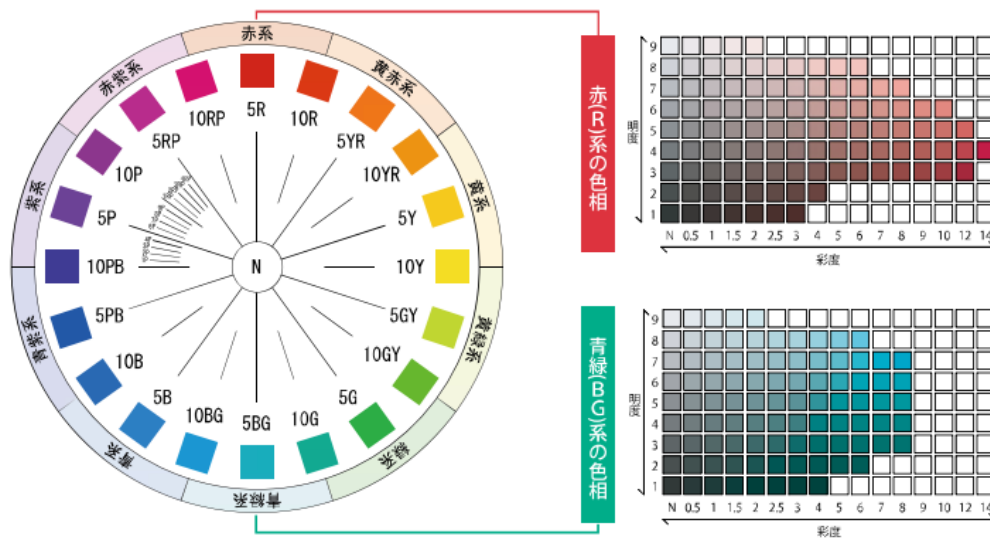 赤系
黄赤系
黄系
黄緑系
緑系
青緑系
青系
青紫系
紫系
赤紫系
5R
10R
5YR
10YR
5Y
10Y
5GY
10GY
5G
10G
5BG
10BG
5B
10B
5PB
10PB
5P
10P
5RP
10RP
N
赤(R)系の色相
明度
9
8
7
6
5
4
3
2
1
N 0.5 1 1.5 2 2.5 3 4 5 6 7 8 9 10 12 14
彩度
青緑(BG)系の色相
明度
9
8
7
6
5
4
3
2
1
N 0.5 1 1.5 2 2.5 3 4 5 6 7 8 9 10 12 14
彩度